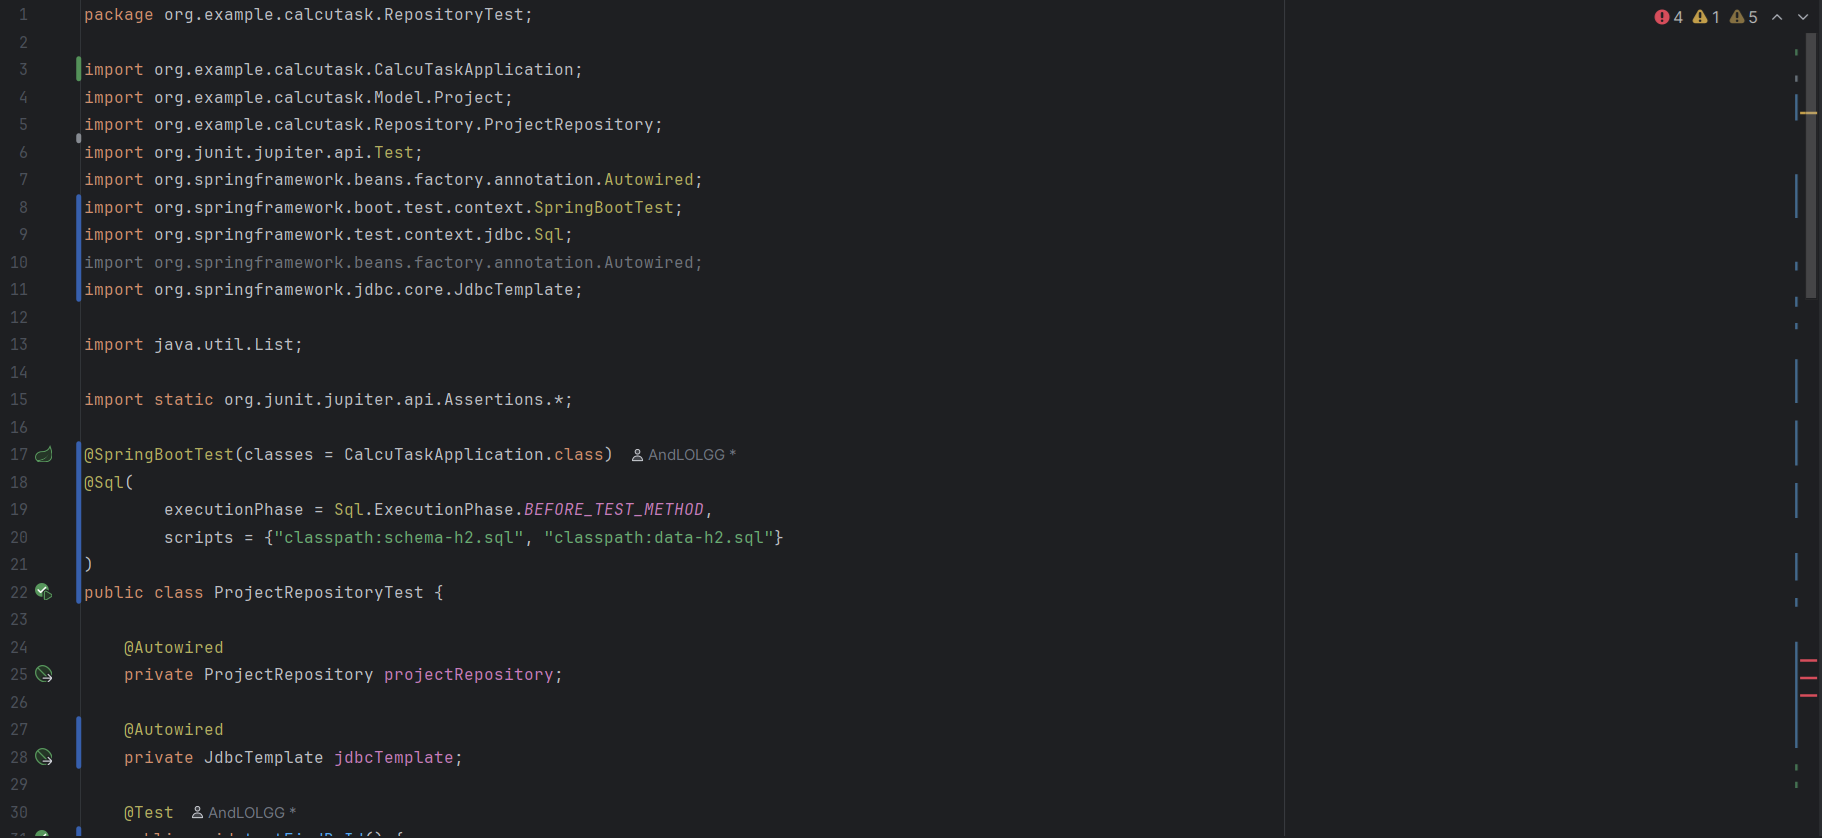 4 1 5
1 package org.example.calcutask.RepositoryTest;
2
3 import org.example.calcutask.CalcuTaskApplication;
4 import org.example.calcutask.Model.Project;
5 import org.example.calcutask.Repository.ProjectRepository;
6 import org.junit.jupiter.api.Test;
7 import org.springframework.beans.factory.annotation.Autowired;
8 import org.springframework.boot.test.context.SpringBootTest;
9 import org.springframework.test.context.jdbc.Sql;
10 import org.springframework.beans.factory.annotation.Autowired;
11 import org.springframework.jdbc.core.JdbcTemplate;
12
13 import java.util.List;
14
15 import static org.junit.jupiter.api.Assertions.*;
16
17 @SpringBootTest(classes = CalcuTaskApplication.class) AndLOLGG *
18 @Sql(
19         executionPhase = Sql.ExecutionPhase.BEFORE_TEST_METHOD,
20         scripts = {"classpath:schema-h2.sql", "classpath:data-h2.sql"}
21 )
22 public class ProjectRepositoryTest {
23
24     @Autowired
25     private ProjectRepository projectRepository;
26
27     @Autowired
28     private JdbcTemplate jdbcTemplate;
29
30     @Test AndLOLGG *